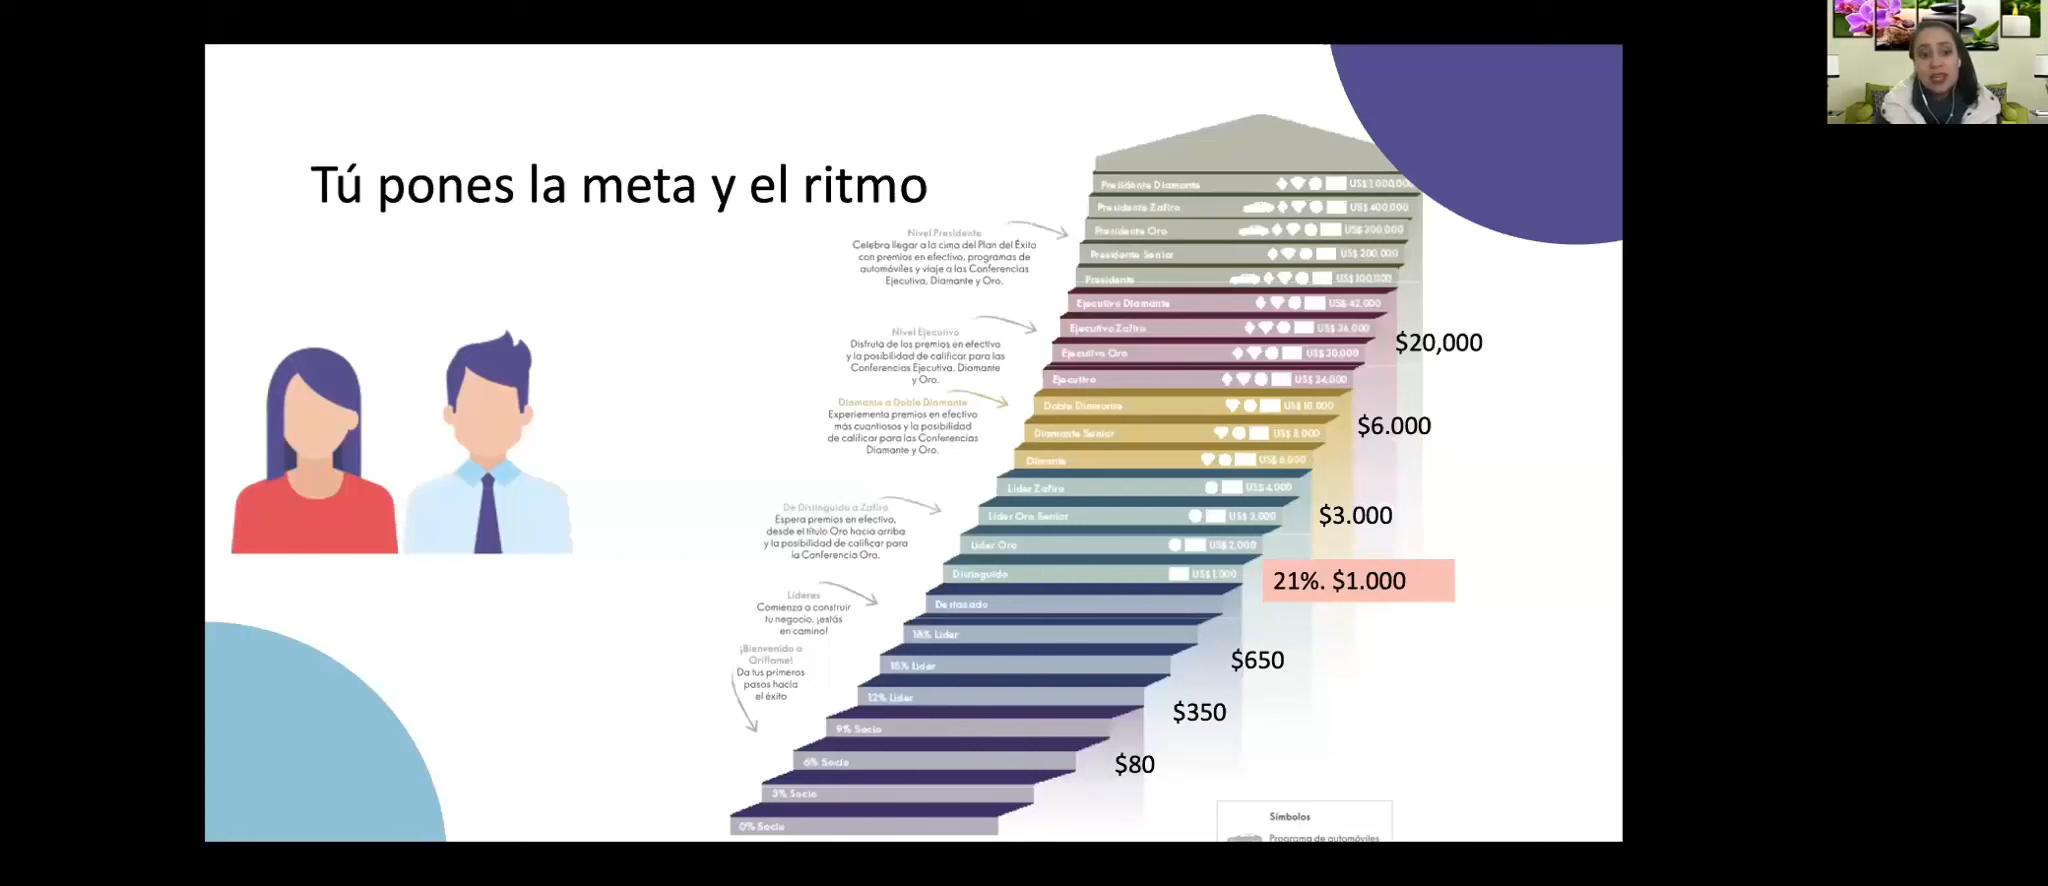 Tú pones la meta y el ritmo
Presidente Diamante US$ 1.000,000
Presidente Zafiro US$ 400,000
Nivel Presidente
Celebra llegar a la cima del Plan del Éxito
con premios en efectivo, programas de
automóviles y viaje a las Conferencias
Ejecutiva, Diamante y Oro.
Presidente Oro US$ 300,000
Presidente Senior US$ 200,000
Presidente US$ 100,000
Ejecutivo Diamante US$ 42,000
Nivel Ejecutivo
Disfruta de los premios en efectivo
y la posibilidad de calificar para las
Conferencias Ejecutiva, Diamante
y Oro.
Ejecutivo Zafiro US$ 36,000
$20,000
Ejecutivo Oro US$ 30,000
Ejecutivo US$ 24,000
Diamante a Doble Diamante
Experiementa premios en efectivo
más cuantiosos y la posibilidad
de calificar para las Conferencias
Diamante y Oro.
Doble Diamante US$
$6.000
Diamante Senior US$ 8,000
Diamante US$ 6,000
Líder Zafiro US$ 4,000
De Distinguido a Zafiro
Espera premios en efectivo,
desde el título Oro hacia arriba
y la posibilidad de calificar para
la Conferencia Oro.
Líder Oro Senior US$ 3,000
$3.000
Líder Oro US$ 2,000
Distinguido US$ 1,000
21%. $1.000
Líderes
Comienza a construir
tu negocio, ¡estás
en camino!
Destacado
18% Líder
¡Bienvenido a
Oriflame!
Da tus primeros
pasos hacia
el éxito
15% Líder
$650
12% Líder
$350
9% Socio
6% Socio
$80
3% Socio
0% Socio
Símbolos
Programa de automóviles